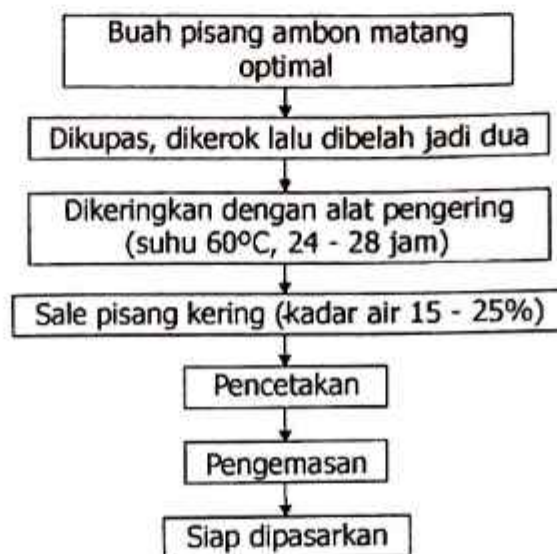 Buah pisang ambon matang
optimal
Dikupas, dikerok lalu dibelah jadi dua
Dikeringkan dengan alat pengering
(suhu 60ºC, 24 - 28 jam)
Sale pisang kering (kadar air 15 - 25%)
Pencetakan
Pengemasan
Siap dipasarkan